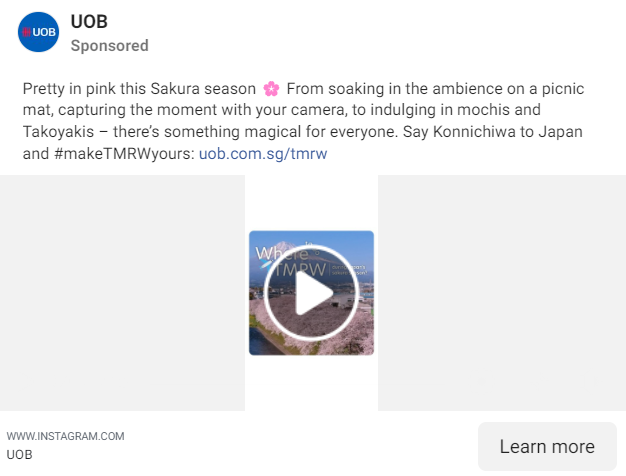 UOB
UOB
Sponsored
Pretty in pink this Sakura season 🌸 From soaking in the ambience on a picnic
mat, capturing the moment with your camera, to indulging in mochis and
Takoyakis – there’s something magical for everyone. Say Konnichiwa to Japan
and #makeTMRWyours: uob.com.sg/tmrw
Where to
TMRW
WWW.INSTAGRAM.COM
UOB
Learn more